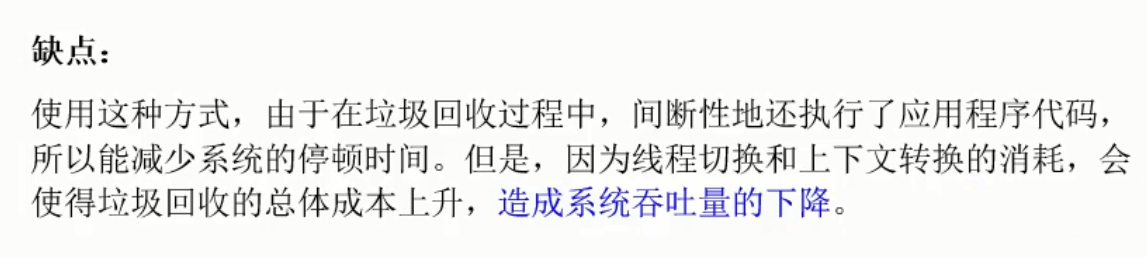 缺点：
使用这种方式，由于在垃圾回收过程中，间断性地还执行了应用程序代码，
所以能减少系统的停顿时间。但是，因为线程切换和上下文转换的消耗，会
使得垃圾回收的总体成本上升，造成系统吞吐量的下降。